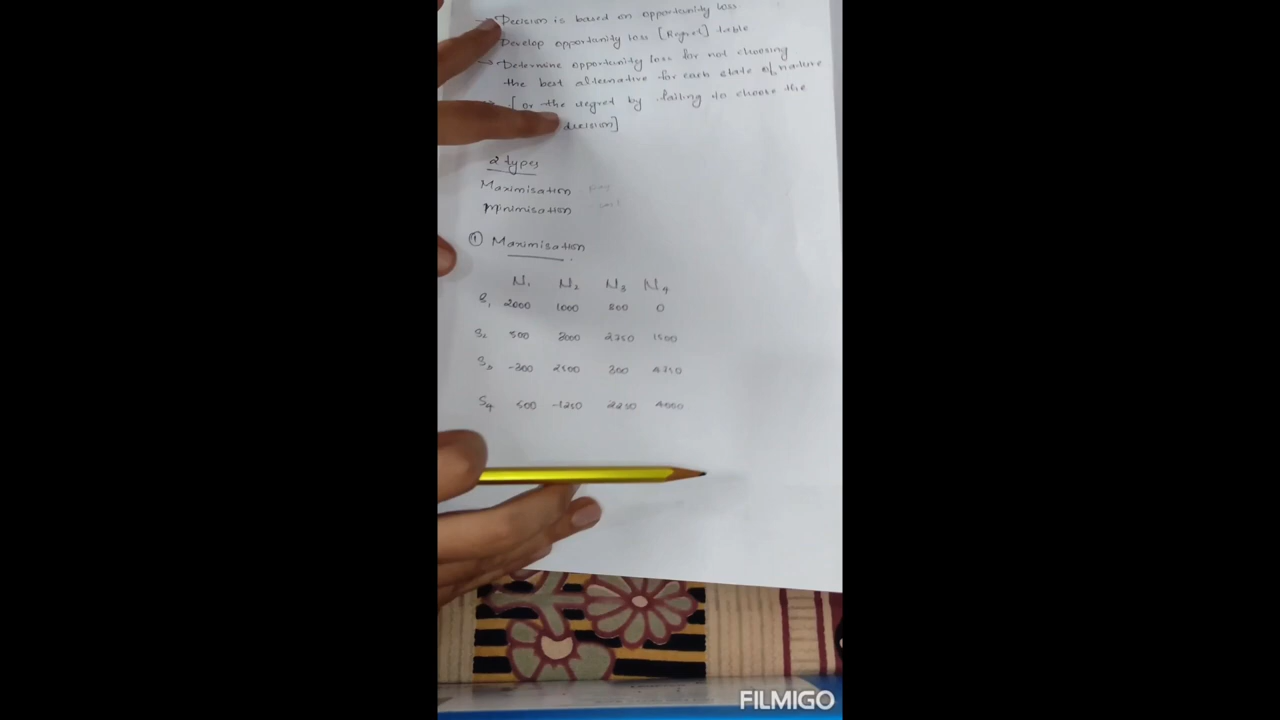 → Decision is based on opportunity loss.
Develop opportunity loss [Regret] table
→ Determine opportunity loss for not choosing
the best alternative for each state of nature
→ [or the regred by failing to choose the
decision]
2 types
Maximisation pay
Minimisation
① Maximisation
N1 N2 N3 N4
S1 2000 1000 800 0
S2 500 3000 2750 1500
S3 -300 2500 300 4750
S4 500 -1250 2250 4000
FILMIGO